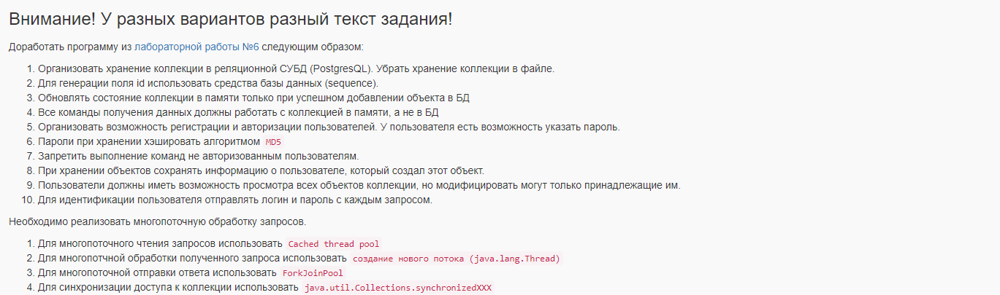 Внимание! У разных вариантов разный текст задания!
Доработать программу из лабораторной работы №6 следующим образом:
1. Организовать хранение коллекции в реляционной СУБД (PostgresQL). Убрать хранение коллекции в файле.
2. Для генерации поля id использовать средства базы данных (sequence).
3. Обновлять состояние коллекции в памяти только при успешном добавлении объекта в БД
4. Все команды получения данных должны работать с коллекцией в памяти, а не в БД
5. Организовать возможность регистрации и авторизации пользователей. У пользователя есть возможность указать пароль.
6. Пароли при хранении хэшировать алгоритмом MD5
7. Запретить выполнение команд не авторизованным пользователям.
8. При хранении объектов сохранять информацию о пользователе, который создал этот объект.
9. Пользователи должны иметь возможность просмотра всех объектов коллекции, но модифицировать могут только принадлежащие им.
10. Для идентификации пользователя отправлять логин и пароль с каждым запросом.
Необходимо реализовать многопоточную обработку запросов.
1. Для многопоточного чтения запросов использовать Cached thread pool
2. Для многопотчной обработки полученного запроса использовать создание нового потока (java.lang.Thread)
3. Для многопоточной отправки ответа использовать ForkJoinPool
4. Для синхронизации доступа к коллекции использовать java.util.Collections.synchronizedXXX